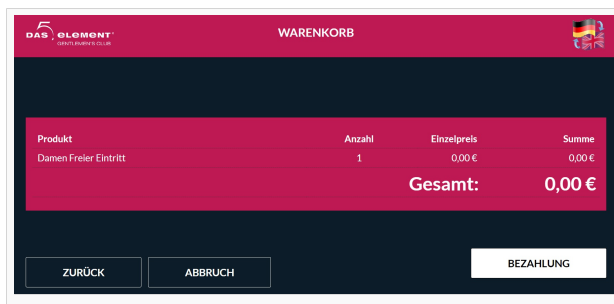 DAS 5 ELEMENT
GENTLEMEN'S CLUB
WARENKORB
Produkt Anzahl Einzelpreis Summe
Damen Freier Eintritt 1 0,00 € 0,00 €
Gesamt: 0,00 €
ZURÜCK ABBRUCH BEZAHLUNG